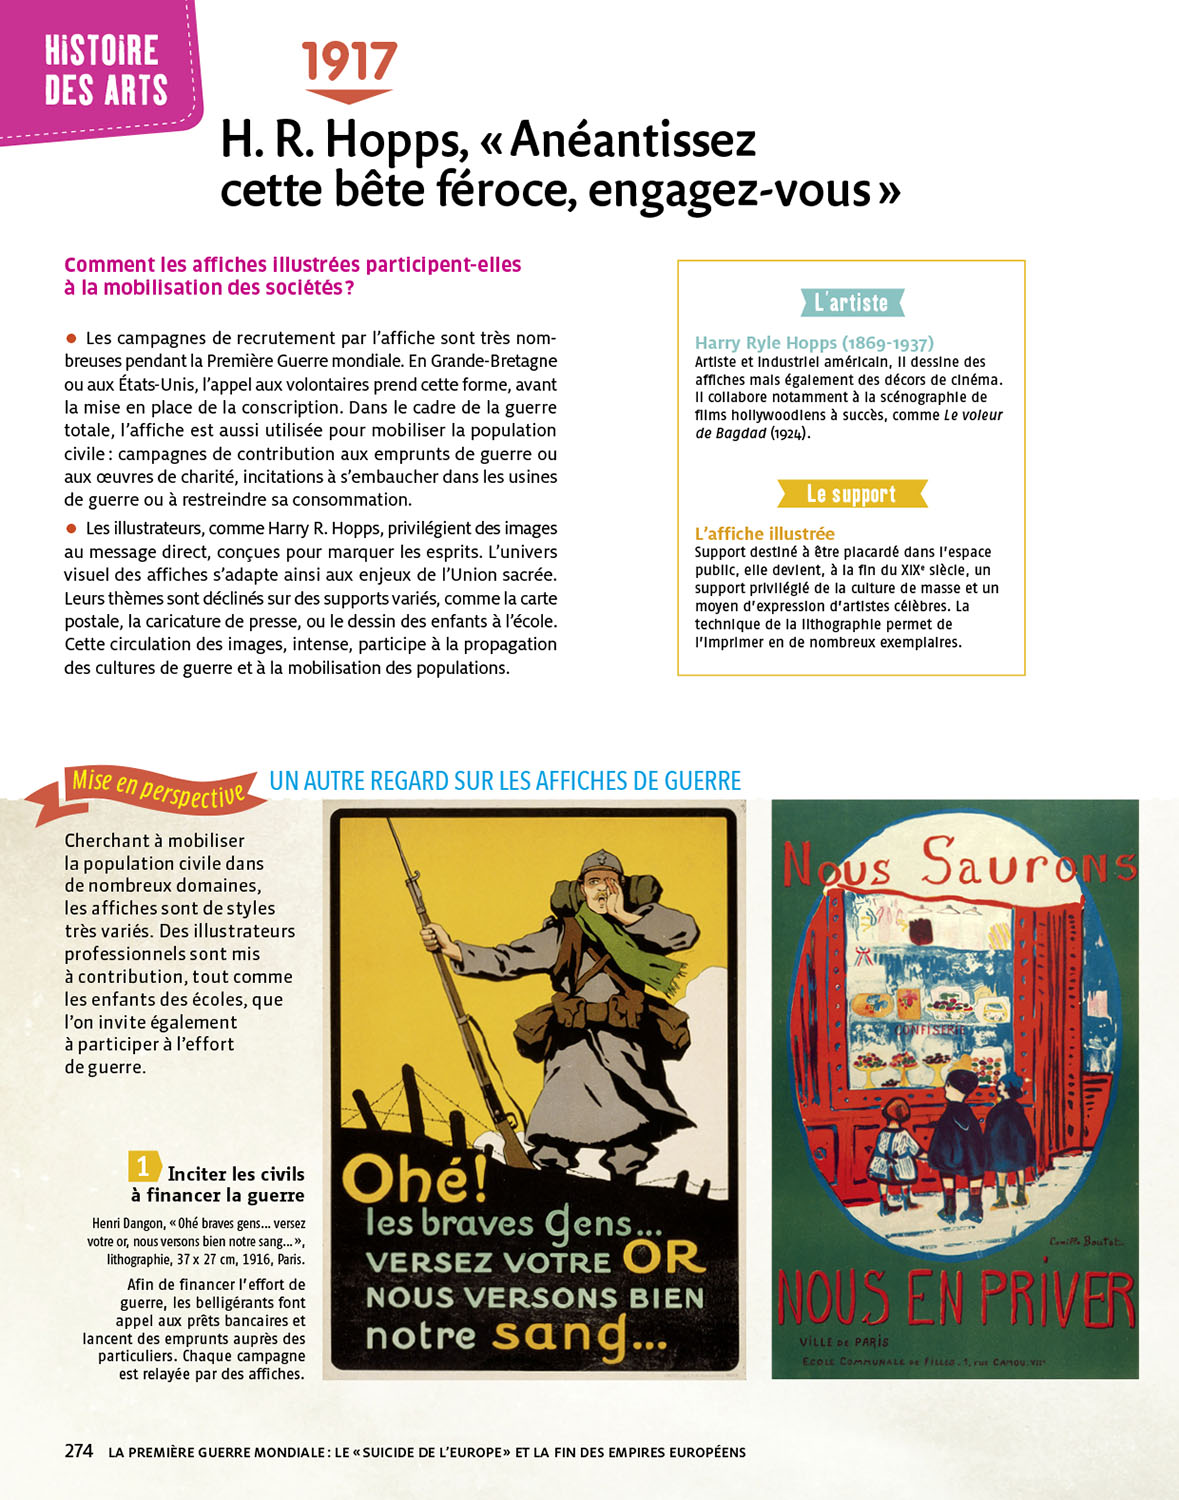 HISTOIRE
DES ARTS
1917
H. R. Hopps, « Anéantissez
cette bête féroce, engagez-vous »
Comment les affiches illustrées participent-elles
à la mobilisation des sociétés ?
● Les campagnes de recrutement par l'affiche sont très nom-
breuses pendant la Première Guerre mondiale. En Grande-Bretagne
ou aux États-Unis, l'appel aux volontaires prend cette forme, avant
la mise en place de la conscription. Dans le cadre de la guerre
totale, l'affiche est aussi utilisée pour mobiliser la population
civile : campagnes de contribution aux emprunts de guerre ou
aux œuvres de charité, incitations à s'embaucher dans les usines
de guerre ou à restreindre sa consommation.
● Les illustrateurs, comme Harry R. Hopps, privilégient des images
au message direct, conçues pour marquer les esprits. L'univers
visuel des affiches s'adapte ainsi aux enjeux de l'Union sacrée.
Leurs thèmes sont déclinés sur des supports variés, comme la carte
postale, la caricature de presse, ou le dessin des enfants à l'école.
Cette circulation des images, intense, participe à la propagation
des cultures de guerre et à la mobilisation des populations.
L'artiste
Harry Ryle Hopps (1869-1937)
Artiste et industriel américain, il dessine des
affiches mais également des décors de cinéma.
Il collabore notamment à la scénographie de
films hollywoodiens à succès, comme Le voleur
de Bagdad (1924).
Le support
L'affiche illustrée
Support destiné à être placardé dans l'espace
public, elle devient, à la fin du XIXe siècle, un
support privilégié de la culture de masse et un
moyen d'expression d'artistes célèbres. La
technique de la lithographie permet de
l'imprimer en de nombreux exemplaires.
Mise en perspective
UN AUTRE REGARD SUR LES AFFICHES DE GUERRE
Cherchant à mobiliser
la population civile dans
de nombreux domaines,
les affiches sont de styles
très variés. Des illustrateurs
professionnels sont mis
à contribution, tout comme
les enfants des écoles, que
l'on invite également
à participer à l'effort
de guerre.
1 Inciter les civils
à financer la guerre
Henri Dangon, « Ohé braves gens... versez
votre or, nous versons bien notre sang... »,
lithographie, 37 x 27 cm, 1916, Paris.
Afin de financer l'effort de
guerre, les belligérants font
appel aux prêts bancaires et
lancent des emprunts auprès des
particuliers. Chaque campagne
est relayée par des affiches.
Ohé!
les braves gens...
VERSEZ VOTRE OR
NOUS VERSONS BIEN
notre sang...
Nous Saurons
CONFISERIE
Camille Boutet
NOUS EN PRIVER
VILLE DE PARIS
ECOLE COMMUNALE DE FILLES. 1, rue CAMOU. VIIe
274 LA PREMIÈRE GUERRE MONDIALE : LE « SUICIDE DE L'EUROPE » ET LA FIN DES EMPIRES EUROPÉENS